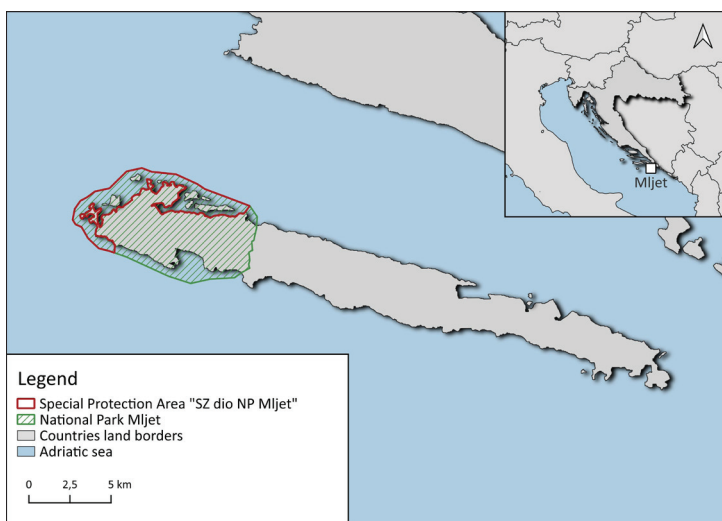 Mljet
Legend
Special Protection Area "SZ dio NP Mljet"
National Park Mljet
Countries land borders
Adriatic sea
0 2,5 5 km